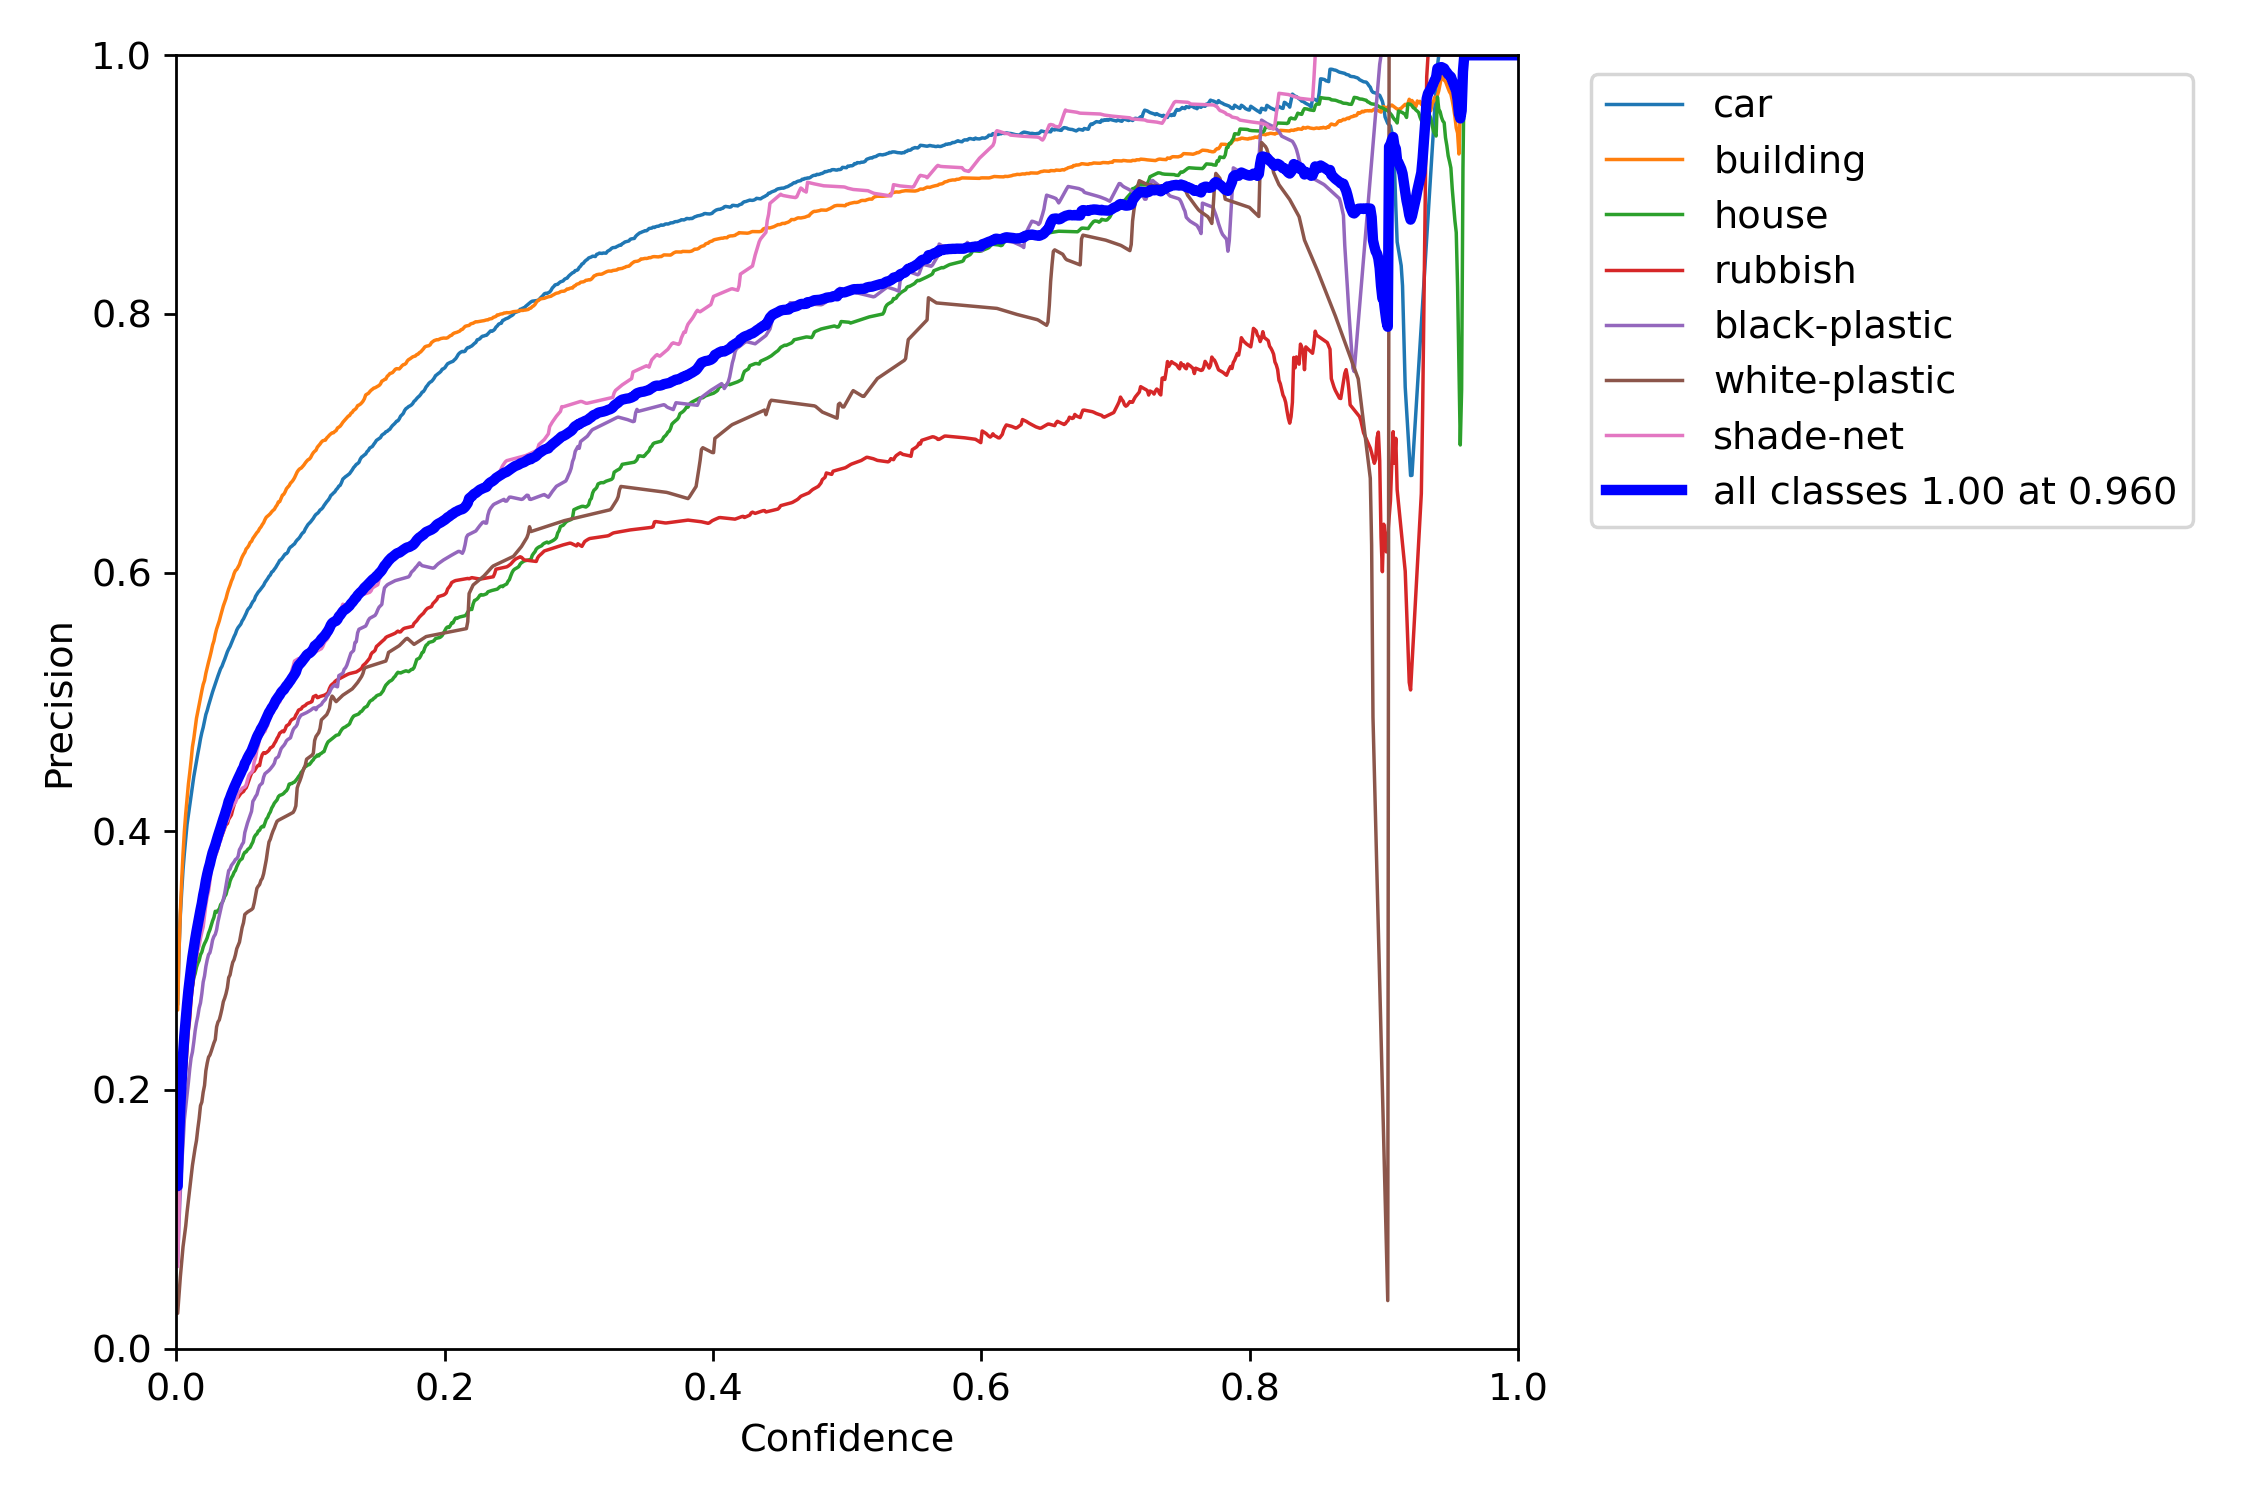 1.0
0.8
0.6
0.4
0.2
0.0
Precision
0.0 0.2 0.4 0.6 0.8 1.0
Confidence
car
building
house
rubbish
black-plastic
white-plastic
shade-net
all classes 1.00 at 0.960